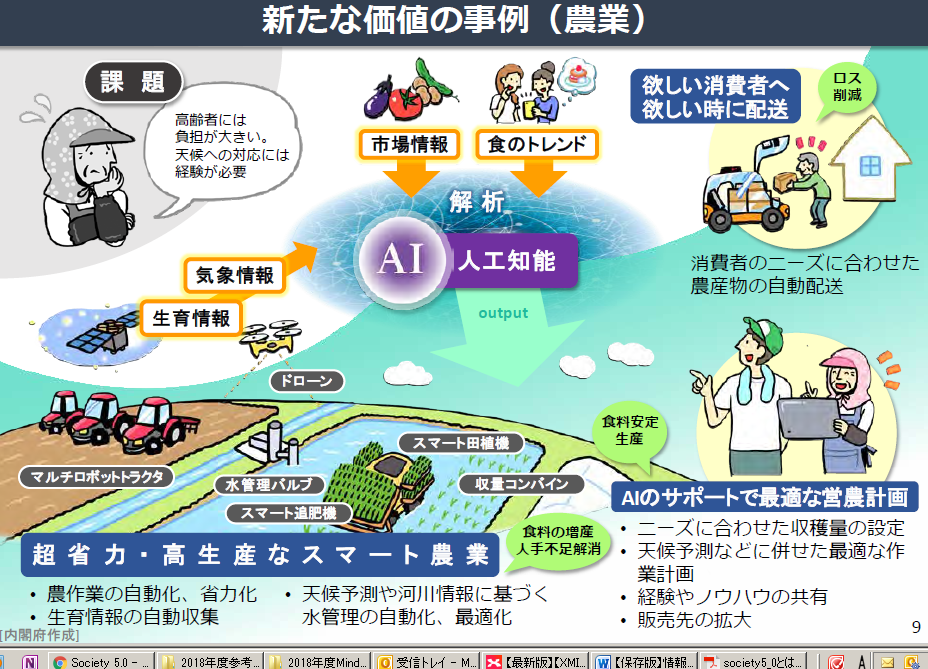 新たな価値の事例（農業）
課 題
高齢者には
負担が大きい。
天候への対応には
経験が必要
市場情報
食のトレンド
欲しい消費者へ
欲しい時に配送
ロス
削減
解析
AI
人工知能
気象情報
生育情報
output
消費者のニーズに合わせた
農産物の自動配送
ドローン
マルチロボットトラクタ
水管理バルブ
スマート追肥機
スマート田植機
収量コンバイン
食料安定
生産
食料の増産
人手不足解消
超省力・高生産なスマート農業
• 農作業の自動化、省力化
• 生育情報の自動収集
• 天候予測や河川情報に基づく
水管理の自動化、最適化
AIのサポートで最適な営農計画
• ニーズに合わせた収穫量の設定
• 天候予測などに併せた最適な作
業計画
• 経験やノウハウの共有
• 販売先の拡大
[内閣府作成]
9
Society 5.0 - ...
2018年度参考...
2018年度Mind...
受信トレイ - M...
【最新版】【XMI...
【保存版】情報...
society5_0とは...
A